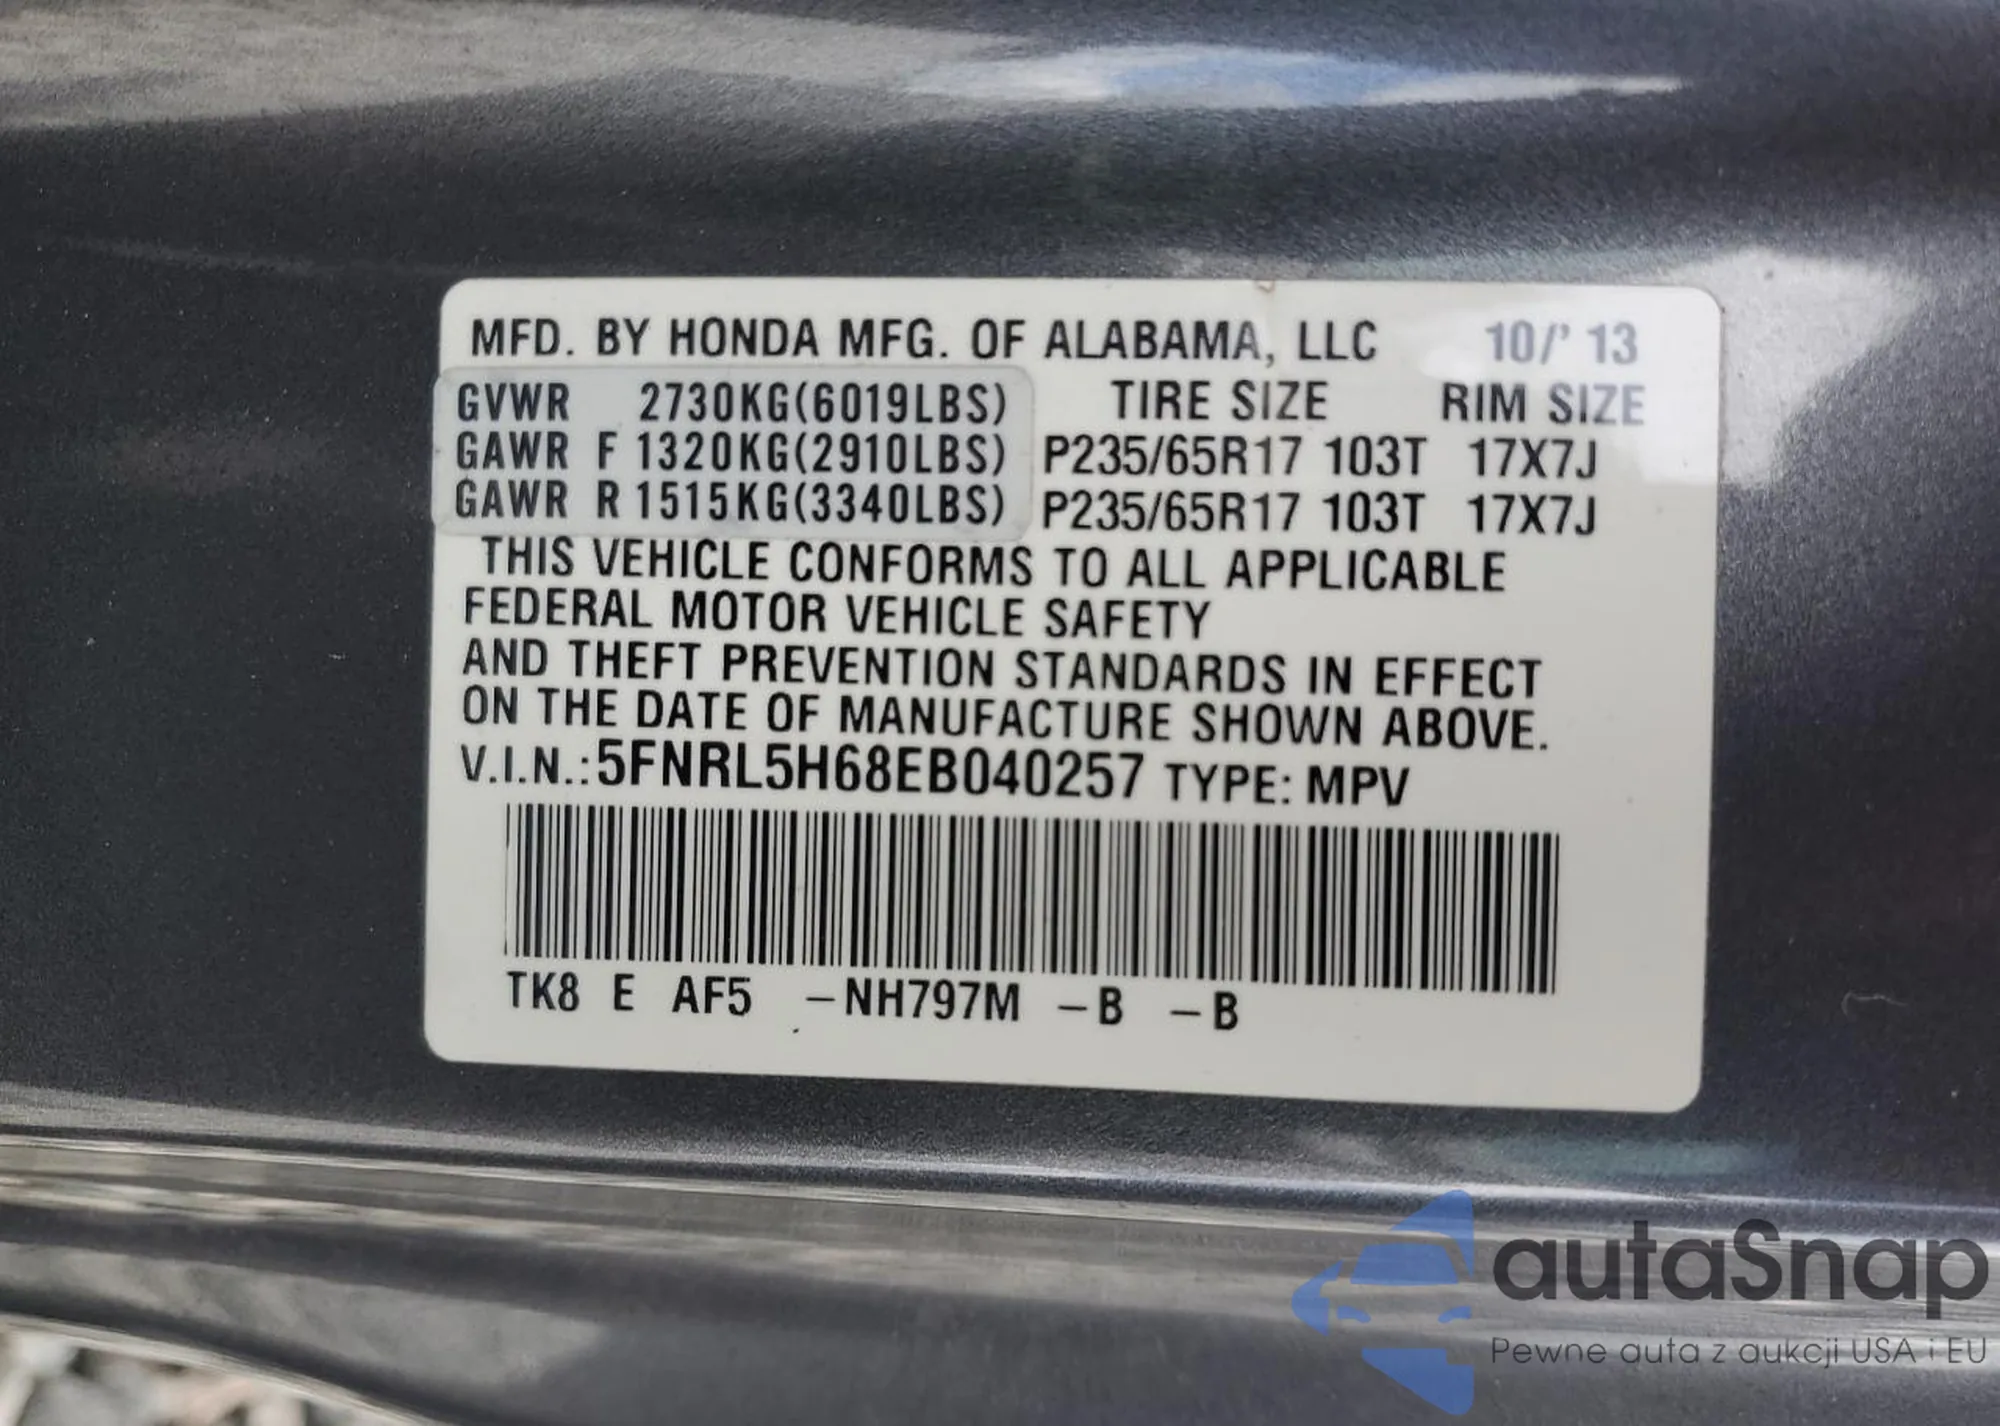 MFD. BY HONDA MFG. OF ALABAMA, LLC 10/' 13
GVWR 2730KG(6019LBS) TIRE SIZE RIM SIZE
GAWR F 1320KG(2910LBS) P235/65R17 103T 17X7J
GAWR R 1515KG(3340LBS) P235/65R17 103T 17X7J
THIS VEHICLE CONFORMS TO ALL APPLICABLE
FEDERAL MOTOR VEHICLE SAFETY
AND THEFT PREVENTION STANDARDS IN EFFECT
ON THE DATE OF MANUFACTURE SHOWN ABOVE.
V.I.N.:5FNRL5H68EB040257 TYPE: MPV
TK8 E AF5 -NH797M -B -B
autaSnap
Pewne auta z aukcji USA i EU